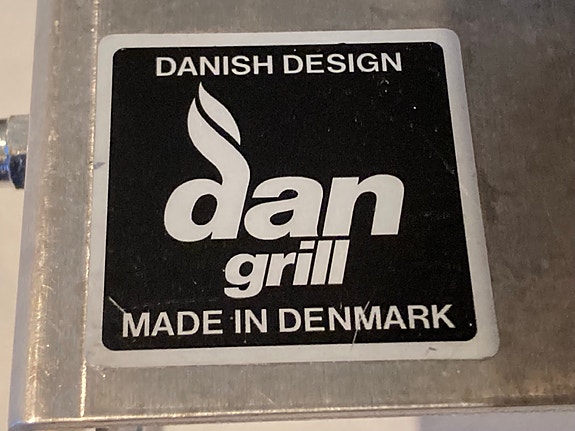 DANISH DESIGN
dan
grill
MADE IN DENMARK